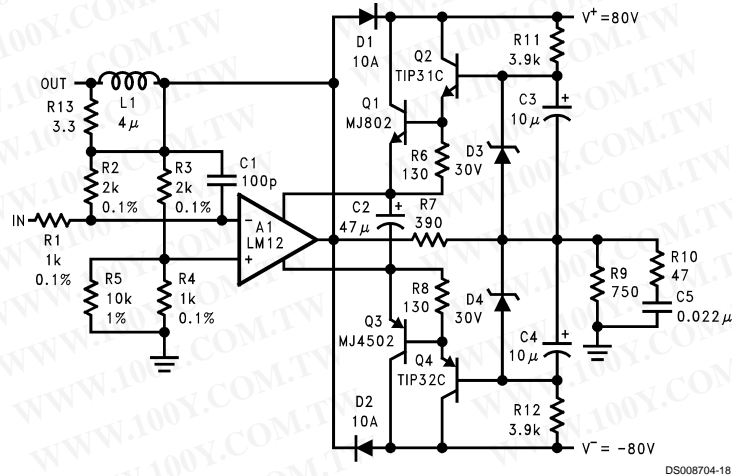 D1
10A
V+ =80V
R11
3.9k
Q2
TIP31C
OUT
L1
4μ
R13
3.3
Q1
MJ802
C3
10μ
+
R2
2k
0.1%
R3
2k
0.1%
C1
100p
R6
130
D3
30V
IN
R1
1k
0.1%
A1
LM12
−
+
C2
47μ
+
R7
390
R5
10k
1%
R4
1k
0.1%
R8
130
D4
30V
R9
750
R10
47
C5
0.022μ
Q3
MJ4502
Q4
TIP32C
C4
10μ
+
D2
10A
R12
3.9k
V− = -80V
DS008704-18
WWW.100Y.COM.TW